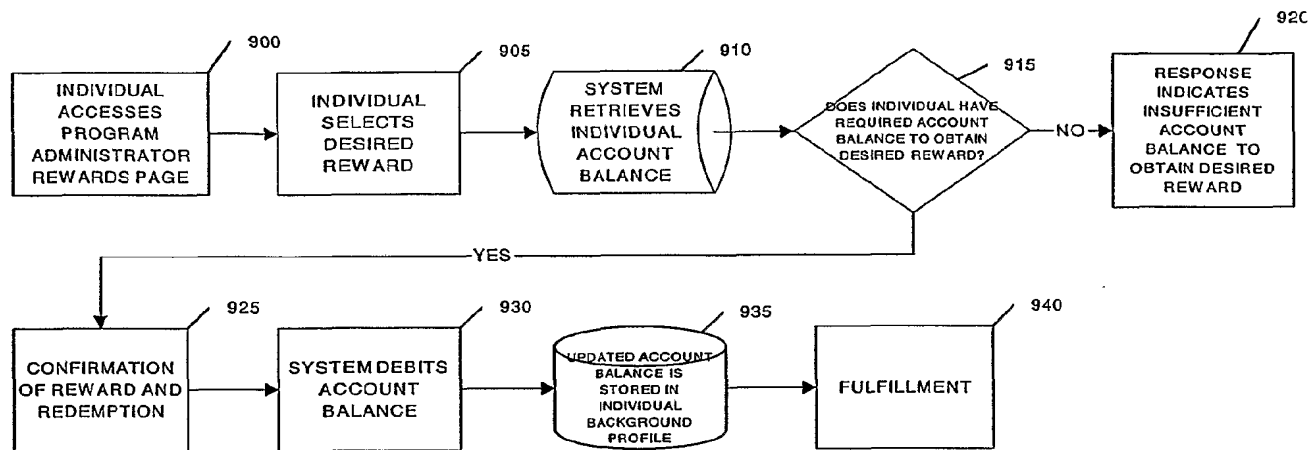 900
INDIVIDUAL
ACCESSES
PROGRAM
ADMINISTRATOR
REWARDS PAGE
905
INDIVIDUAL
SELECTS
DESIRED
REWARD
910
SYSTEM
RETRIEVES
INDIVIDUAL
ACCOUNT
BALANCE
915
DOES INDIVIDUAL HAVE
REQUIRED ACCOUNT
BALANCE TO OBTAIN
DESIRED REWARD?
NO
920
RESPONSE
INDICATES
INSUFFICIENT
ACCOUNT
BALANCE TO
OBTAIN DESIRED
REWARD
YES
925
CONFIRMATION
OF REWARD AND
REDEMPTION
930
SYSTEM DEBITS
ACCOUNT
BALANCE
935
UPDATED ACCOUNT
BALANCE IS
STORED IN
INDIVIDUAL
BACKGROUND
PROFILE
940
FULFILLMENT